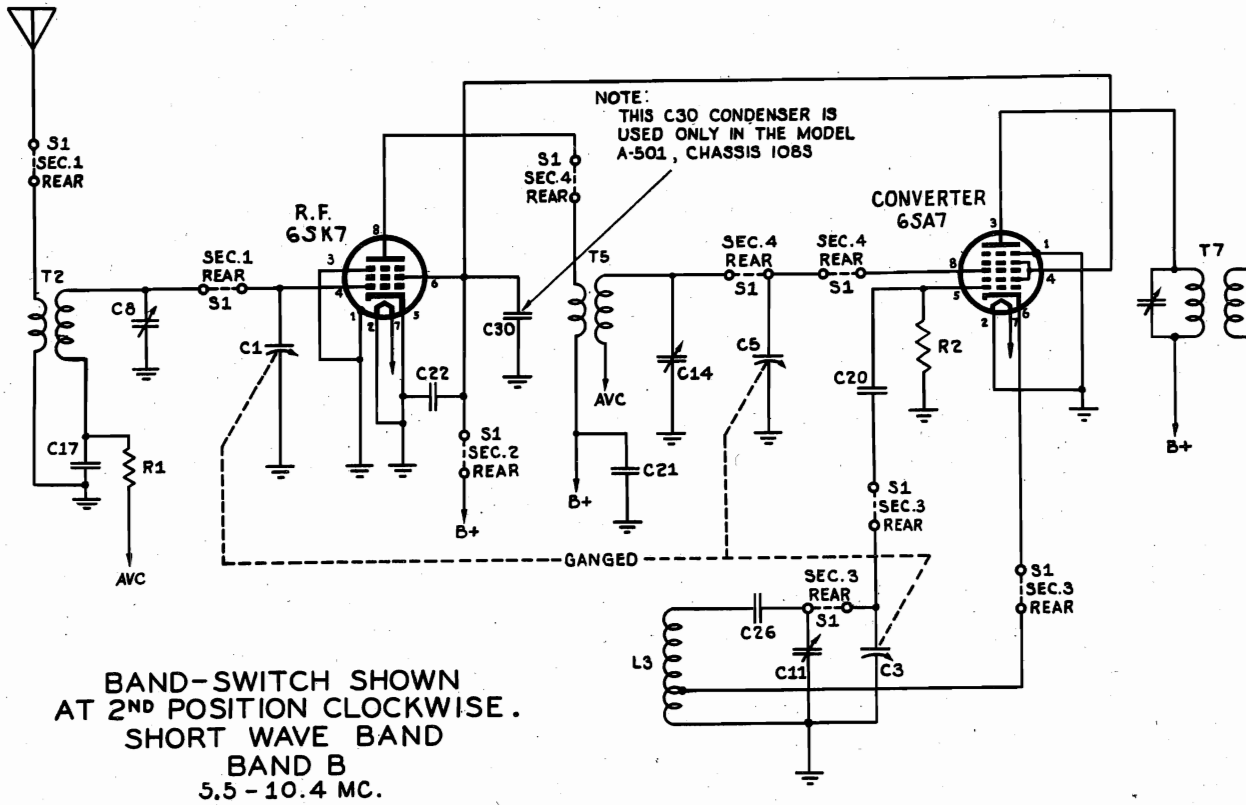 NOTE:
THIS C30 CONDENSER IS
USED ONLY IN THE MODEL
A-501, CHASSIS 108S
S1
SEC.1
REAR
R.F.
6SK7
8
3
4
6
1
2
7
5
S1
SEC.4
REAR
CONVERTER
6SA7
3
1
8
4
5
6
2
7
T2
C8
SEC.1
REAR
S1
C1
C22
C30
T5
SEC.4
REAR
S1
SEC.4
REAR
S1
T7
C14
C5
AVC
C20
R2
C17
R1
AVC
S1
SEC.2
REAR
B+
C21
B+
B+
S1
SEC.3
REAR
GANGED
S1
SEC.3
REAR
SEC.3
REAR
S1
C26
L3
C11
C3
BAND-SWITCH SHOWN
AT 2ND POSITION CLOCKWISE.
SHORT WAVE BAND
BAND B
5.5-10.4 MC.